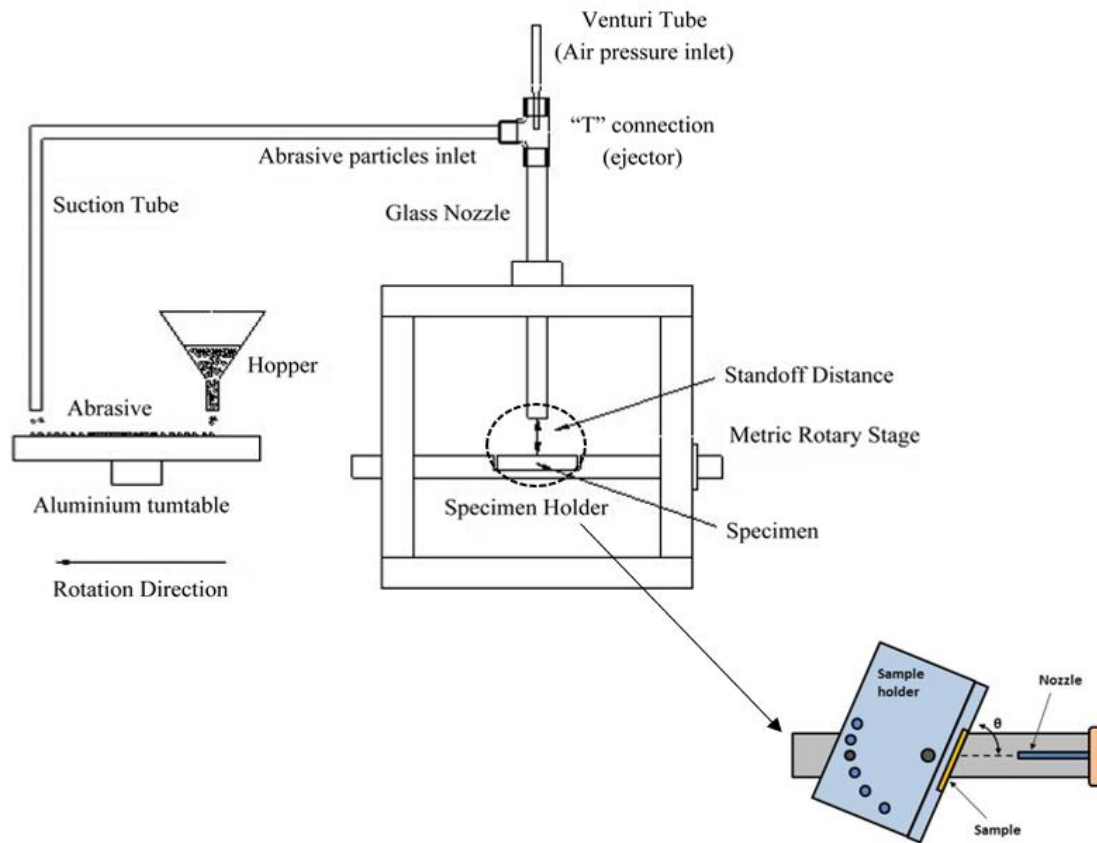 Venturi Tube
(Air pressure inlet)
“T” connection
(ejector)
Abrasive particles inlet
Suction Tube
Glass Nozzle
Hopper
Abrasive
Standoff Distance
Metric Rotary Stage
Aluminium tumtable
Specimen Holder
Specimen
Rotation Direction
Sample
holder
Nozzle
θ
Sample